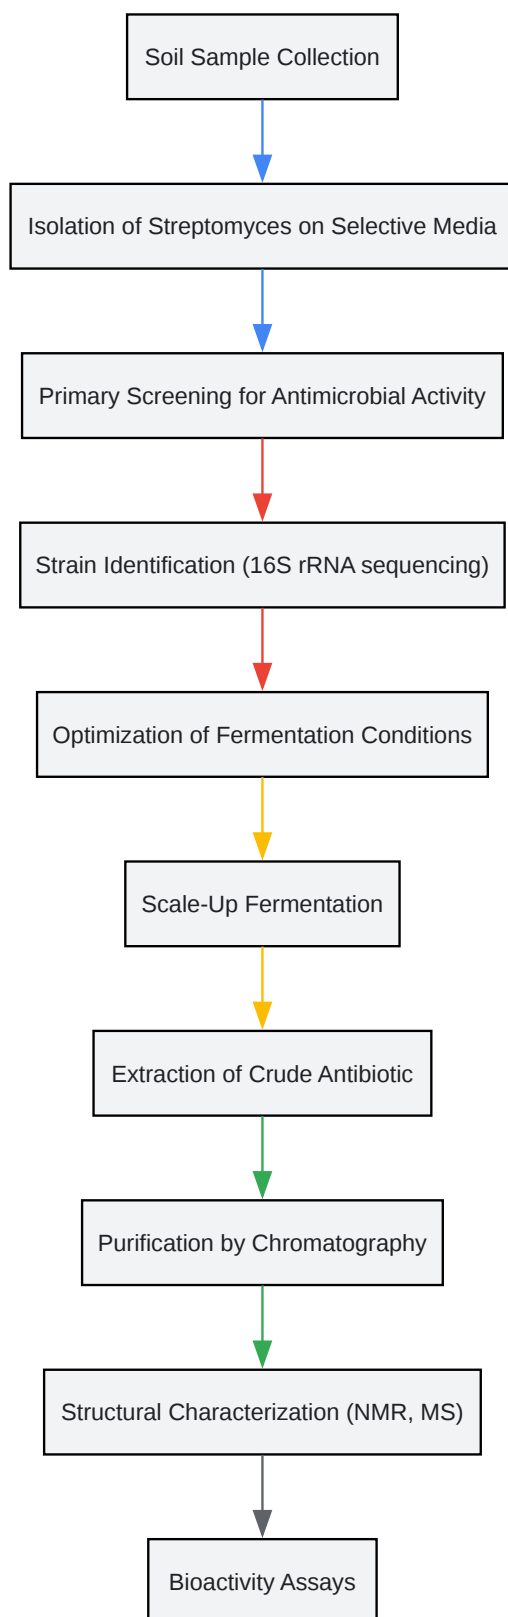 Soil Sample Collection
Isolation of Streptomyces on Selective Media
Primary Screening for Antimicrobial Activity
Strain Identification (16S rRNA sequencing)
Optimization of Fermentation Conditions
Scale-Up Fermentation
Extraction of Crude Antibiotic
Purification by Chromatography
Structural Characterization (NMR, MS)
Bioactivity Assays